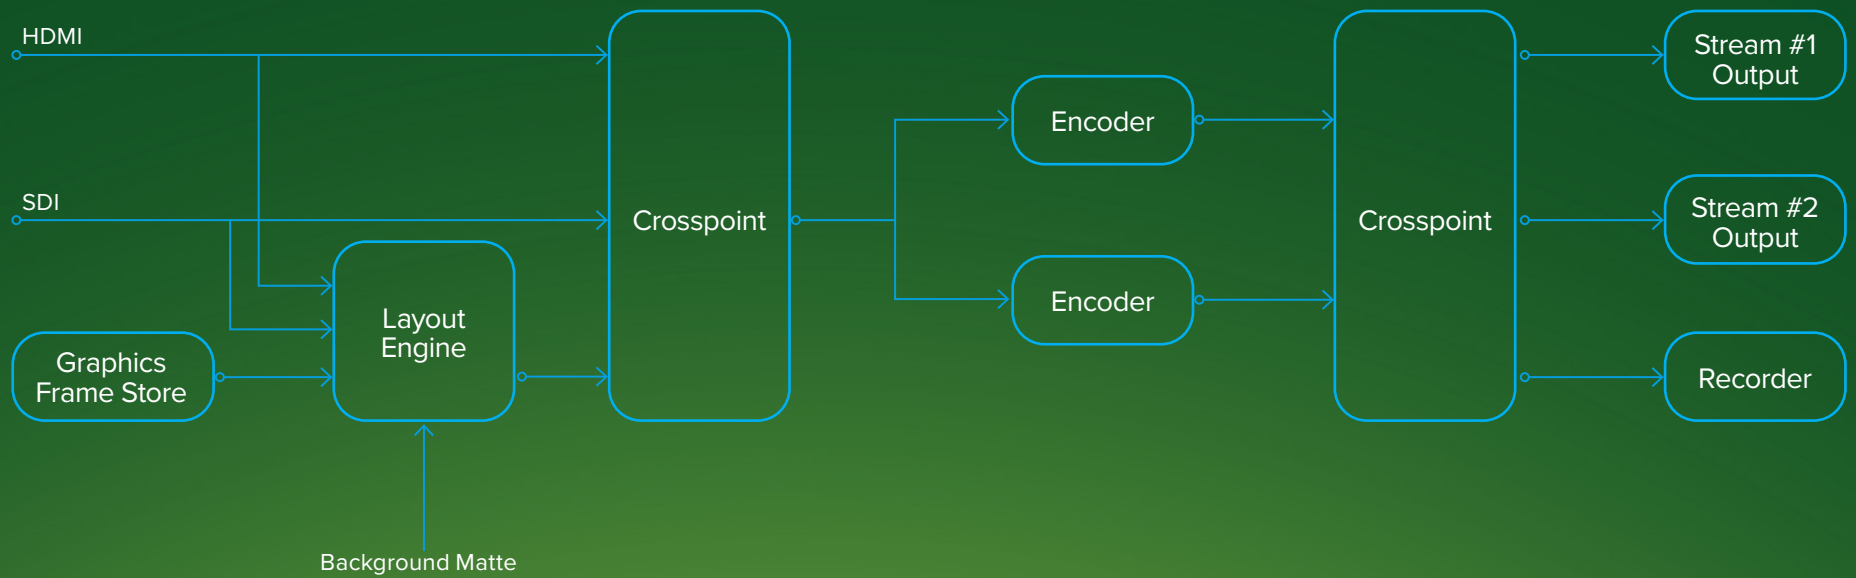 HDMI
SDI
Graphics
Frame Store
Layout
Engine
Background Matte
Crosspoint
Encoder
Encoder
Crosspoint
Stream #1
Output
Stream #2
Output
Recorder